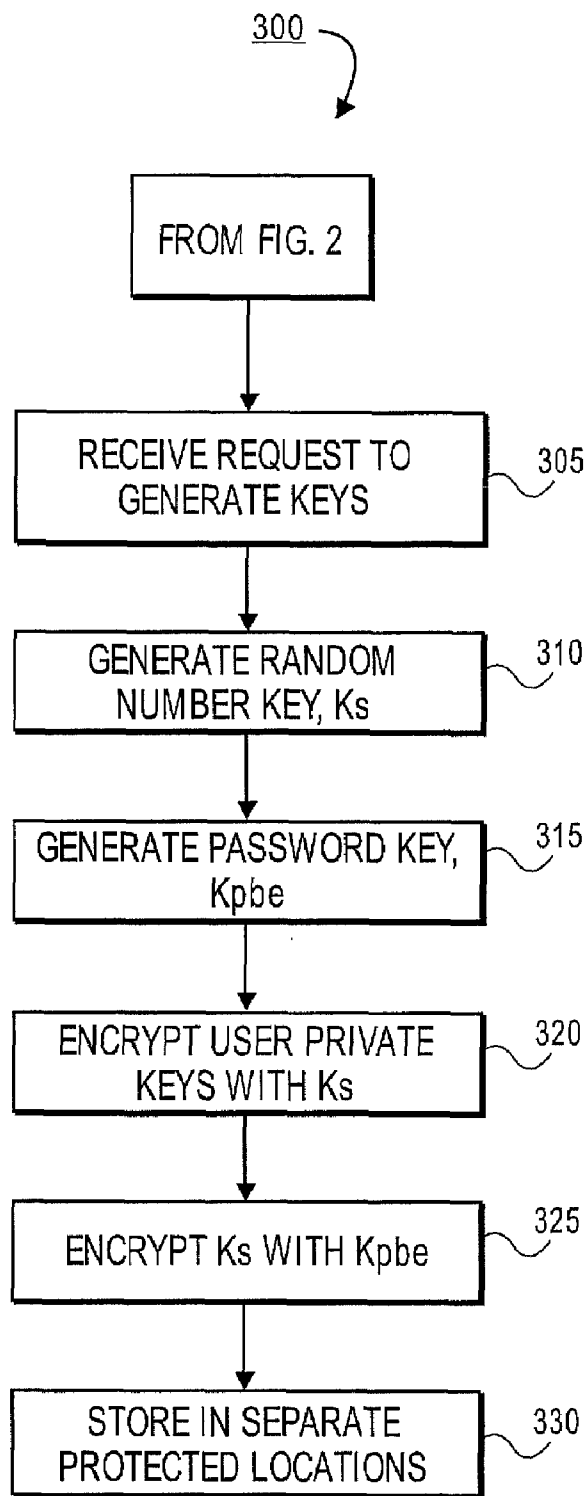 300
FROM FIG. 2
RECEIVE REQUEST TO
GENERATE KEYS
305
GENERATE RANDOM
NUMBER KEY, Ks
310
GENERATE PASSWORD KEY,
Kpbe
315
ENCRYPT USER PRIVATE
KEYS WITH Ks
320
ENCRYPT Ks WITH Kpbe
325
STORE IN SEPARATE
PROTECTED LOCATIONS
330